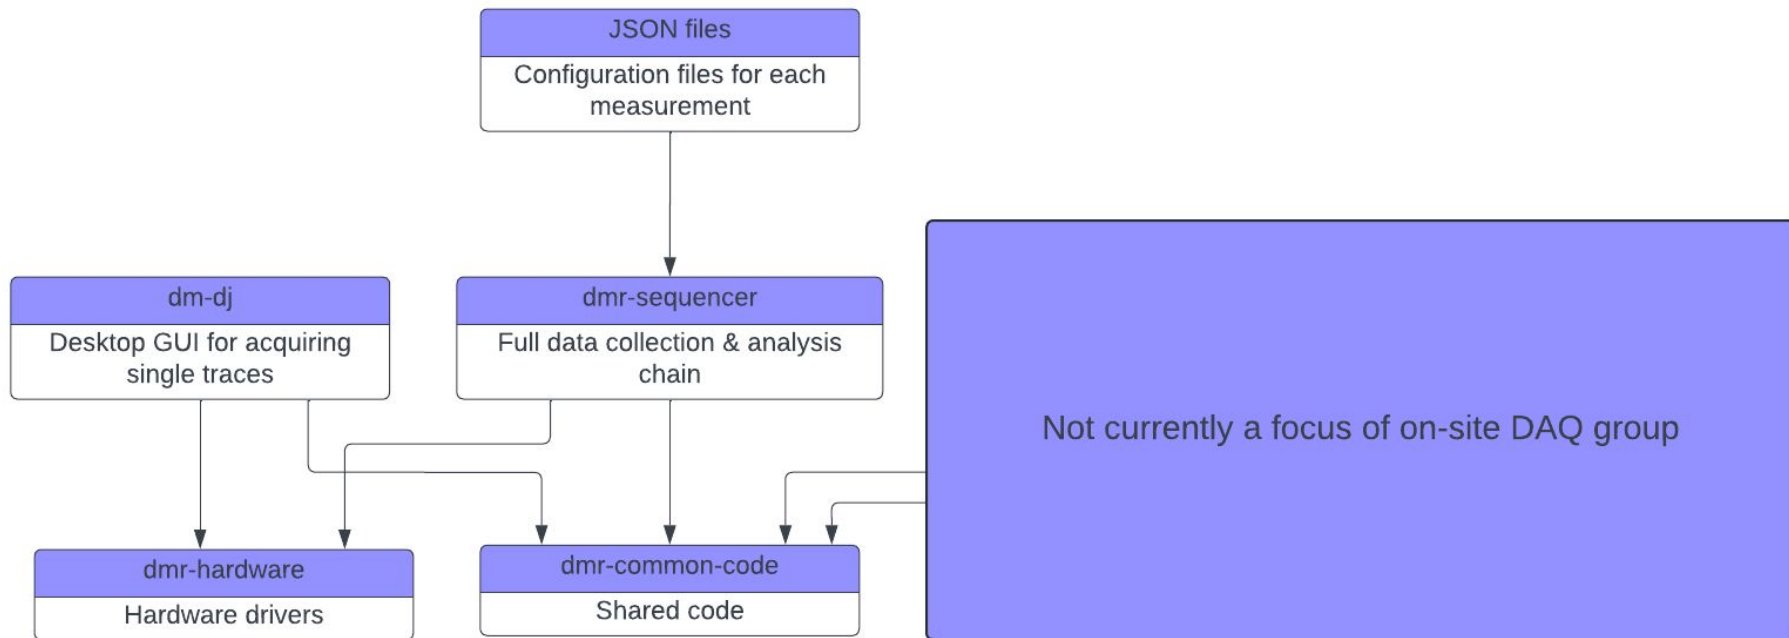 JSON files
Configuration files for each
measurement
dm-dj
Desktop GUI for acquiring
single traces
dmr-sequencer
Full data collection & analysis
chain
Not currently a focus of on-site DAQ group
dmr-hardware
Hardware drivers
dmr-common-code
Shared code